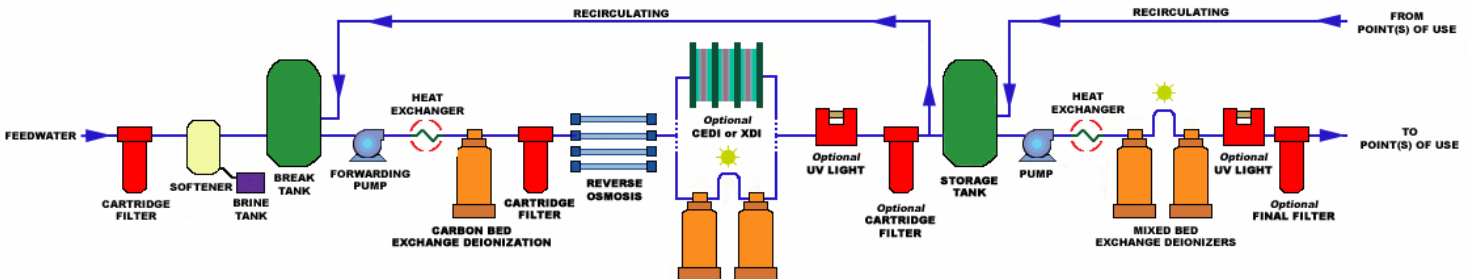 RECIRCULATING
RECIRCULATING
FROM
POINT(S) OF USE
FEEDWATER
CARTRIDGE
FILTER
SOFTENER
BRINE
TANK
BREAK
TANK
FORWARDING
PUMP
HEAT
EXCHANGER
CARBON BED
EXCHANGE DEIONIZATION
CARTRIDGE
FILTER
REVERSE
OSMOSIS
Optional
CEDI or XDI
Optional
UV LIGHT
Optional
CARTRIDGE
FILTER
STORAGE
TANK
PUMP
HEAT
EXCHANGER
MIXED BED
EXCHANGE DEIONIZERS
Optional
UV LIGHT
Optional
FINAL FILTER
TO
POINT(S) OF USE